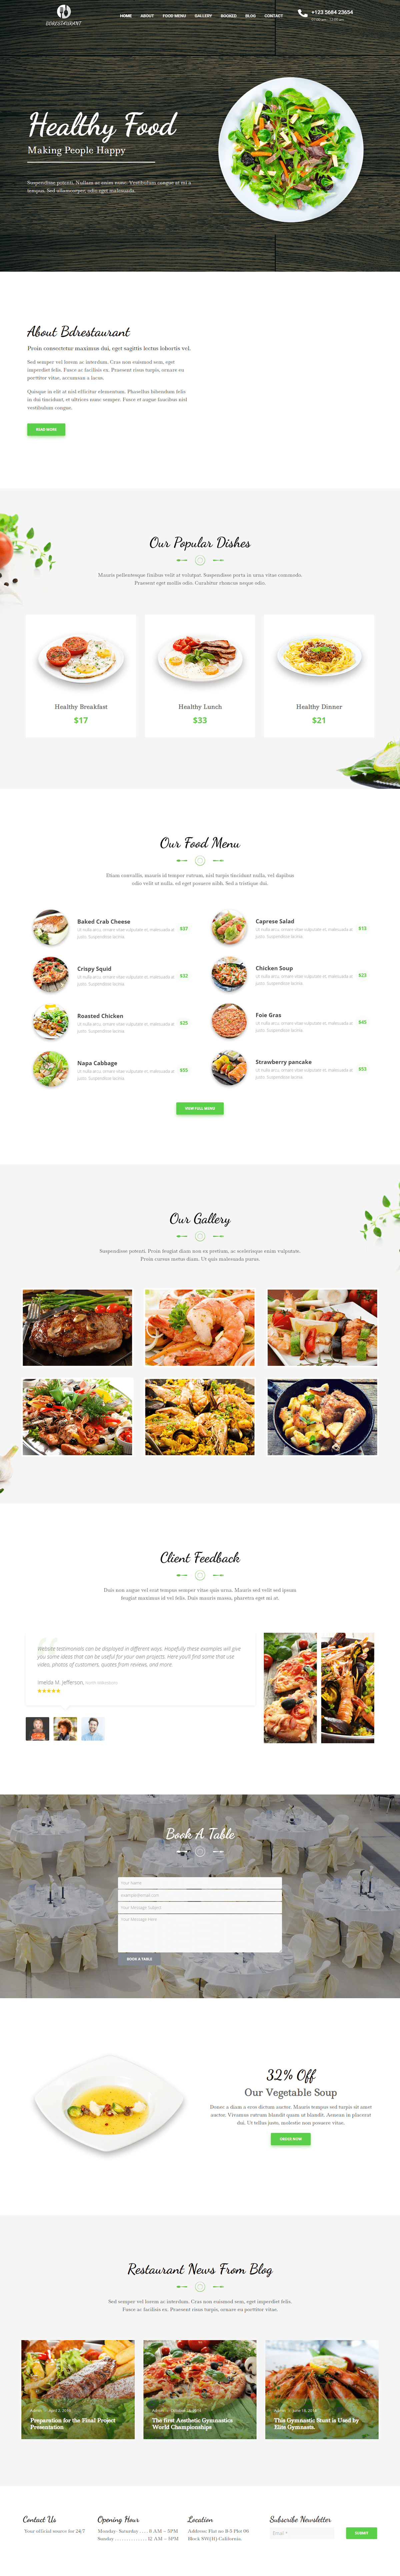 BDRESTAURANT
HOME ABOUT FOOD MENU GALLERY BOOKED BLOG CONTACT
+123 5684 23654
Healthy Food
Making People Happy
Suspendisse potenti. Nullam ac enim nunc. Vestibulum congue at mi a
tempus. Sed ullamcorper, odio eget malesuada.
About Bdrestaurant
Proin consectetur maximus dui, eget sagittis lectus lobortis vel.
Sed semper vel lorem ac interdum. Cras non euismod sem, eget
imperdiet felis. Fusce ac facilisis ex. Praesent risus turpis, ornare eu
porttitor vitae, accumsan a lacus.
Quisque in elit at nisl efficitur elementum. Phasellus bibendum felis
in dui tincidunt, et ultrices nunc semper. Fusce et augue faucibus nisl
vestibulum congue.
READ MORE
Our Popular Dishes
Mauris pellentesque finibus velit at volutpat. Suspendisse porta in urna vitae commodo.
Praesent eget mollis odio. Curabitur rhoncus neque odio.
Healthy Breakfast
$17
Healthy Lunch
$33
Healthy Dinner
$21
Our Food Menu
Etiam convallis, mauris id tempor rutrum, nisl turpis tincidunt nulla, vel dapibus
odio velit ut nulla, ed eget posuere nibh. Sed a tristique dui.
Baked Crab Cheese
Ut nulla arcu, ornare vitae vulputate et, malesuada at
justo. Suspendisse lacinia.
$37
Crispy Squid
Ut nulla arcu, ornare vitae vulputate et, malesuada at
justo. Suspendisse lacinia.
$32
Roasted Chicken
Ut nulla arcu, ornare vitae vulputate et, malesuada at
justo. Suspendisse lacinia.
$25
Napa Cabbage
Ut nulla arcu, ornare vitae vulputate et, malesuada at
justo. Suspendisse lacinia.
$55
Caprese Salad
Ut nulla arcu, ornare vitae vulputate et, malesuada at
justo. Suspendisse lacinia.
$13
Chicken Soup
Ut nulla arcu, ornare vitae vulputate et, malesuada at
justo. Suspendisse lacinia.
$23
Foie Gras
Ut nulla arcu, ornare vitae vulputate et, malesuada at
justo. Suspendisse lacinia.
$45
Strawberry pancake
Ut nulla arcu, ornare vitae vulputate et, malesuada at
justo. Suspendisse lacinia.
$53
VIEW FULL MENU
Our Gallery
Suspendisse potenti. Proin feugiat diam non ex pretium, ac scelerisque enim vulputate.
Proin cursus metus diam. Ut quis malesuada purus.
Client Feedback
Duis non augue vel erat tempus semper vitae quis urna. Mauris sed velit sed ipsum
feugiat maximus id vel felis. Duis mauris massa, pharetra eget mi at.
Website testimonials can be displayed in different ways. Hopefully these examples will give
you some ideas that can be useful for your own projects. Here you'll find some that use
video, photos of customers, quotes from reviews, and more.
Imelda M. Jefferson,
Book A Table
Your Name
example@email.com
Your Message Subject
Your Message Here
BOOK A TABLE
32% Off
Our Vegetable Soup
Donec a diam a eros dictum auctor. Mauris tempus sed turpis sit amet
auctor. Vivamus rutrum blandit quam ut blandit. Aenean in placerat
dui. Ut tellus justo, molestie non posuere vitae.
ORDER NOW
Restaurant News From Blog
Sed semper vel lorem ac interdum. Cras non euismod sem, eget imperdiet felis.
Fusce ac facilisis ex. Praesent risus turpis, ornare eu porttitor vitae.
Preparation for the Final Project
Presentation
The first Aesthetic Gymnastics
World Championships
This Gymnastic Stunt is Used by
Elite Gymnasts.
Contact Us
Your official source for 24/7
Opening Hour
Monday- Saturday . . . . 8 AM – 5PM
Sunday . . . . . . . . . . . . . . 12 AM – 5PM
Location
Address: Flat no B-5 Plot 66
Block SW(H) California.
Subscribe Newsletter
Email *
SUBMIT